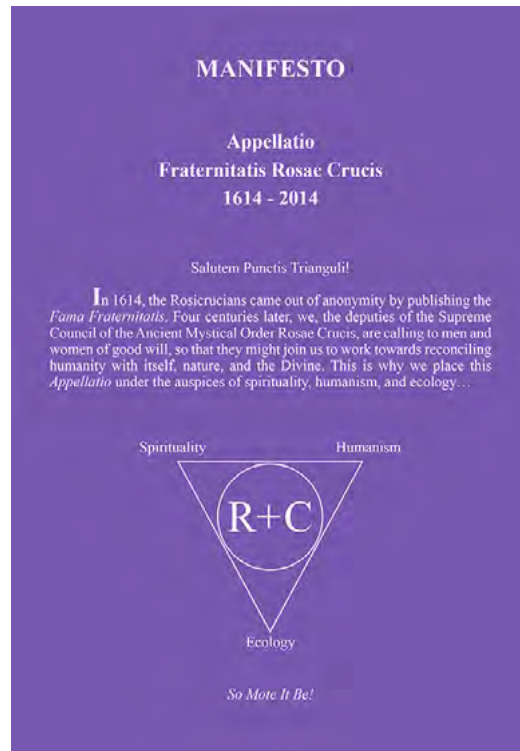 MANIFESTO
Appellatio
Fraternitatis Rosae Crucis
1614 - 2014
Salutem Punctis Trianguli!
In 1614, the Rosicrucians came out of anonymity by publishing the
Fama Fraternitatis. Four centuries later, we, the deputies of the Supreme
Council of the Ancient Mystical Order Rosae Crucis, are calling to men and
women of good will, so that they might join us to work towards reconciling
humanity with itself, nature, and the Divine. This is why we place this
Appellatio under the auspices of spirituality, humanism, and ecology…
Spirituality Humanism
R+C
Ecology
So Mote It Be!